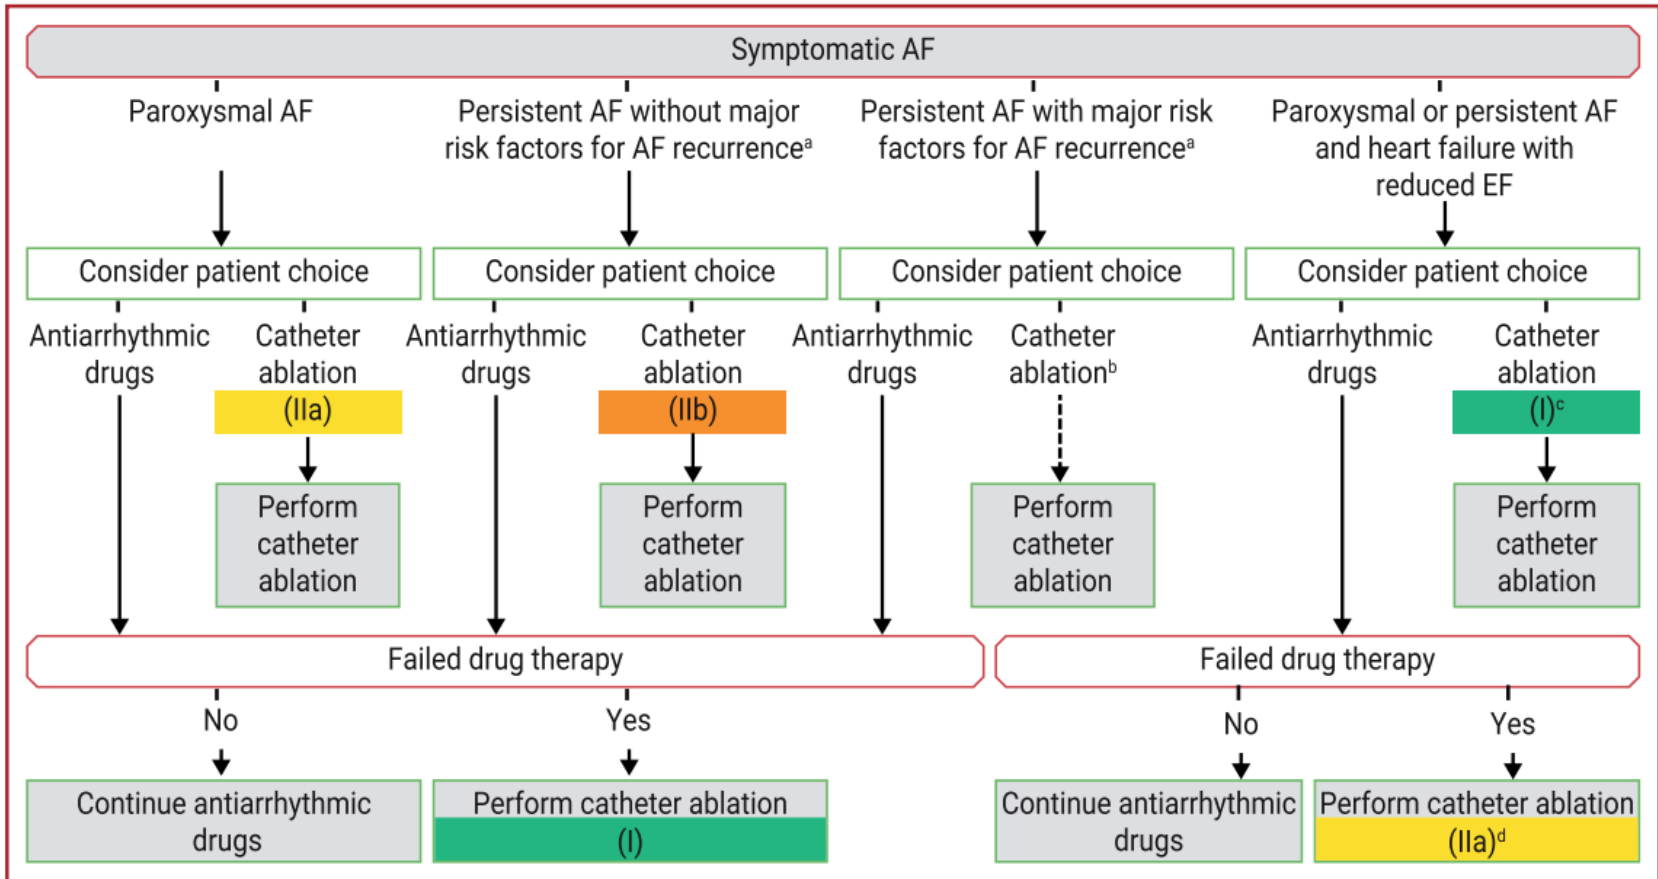 Symptomatic AF
Paroxysmal AF
Persistent AF without major
risk factors for AF recurrenceᵃ
Persistent AF with major risk
factors for AF recurrenceᵃ
Paroxysmal or persistent AF
and heart failure with
reduced EF
Consider patient choice
Consider patient choice
Consider patient choice
Consider patient choice
Antiarrhythmic
drugs
Catheter
ablation
(IIa)
Antiarrhythmic
drugs
Catheter
ablation
(IIb)
Antiarrhythmic
drugs
Catheter
ablationᵇ
Antiarrhythmic
drugs
Catheter
ablation
(I)ᶜ
Perform
catheter
ablation
Perform
catheter
ablation
Perform
catheter
ablation
Perform
catheter
ablation
Failed drug therapy
Failed drug therapy
No
Yes
No
Yes
Continue antiarrhythmic
drugs
Perform catheter ablation
(I)
Continue antiarrhythmic
drugs
Perform catheter ablation
(IIa)ᵈ